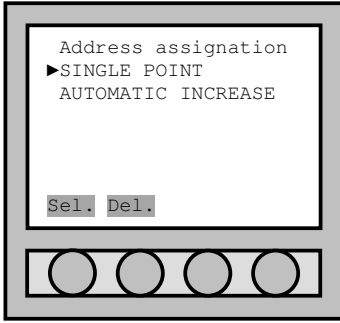 Address assignation
►SINGLE POINT
AUTOMATIC INCREASE
Sel. Del.